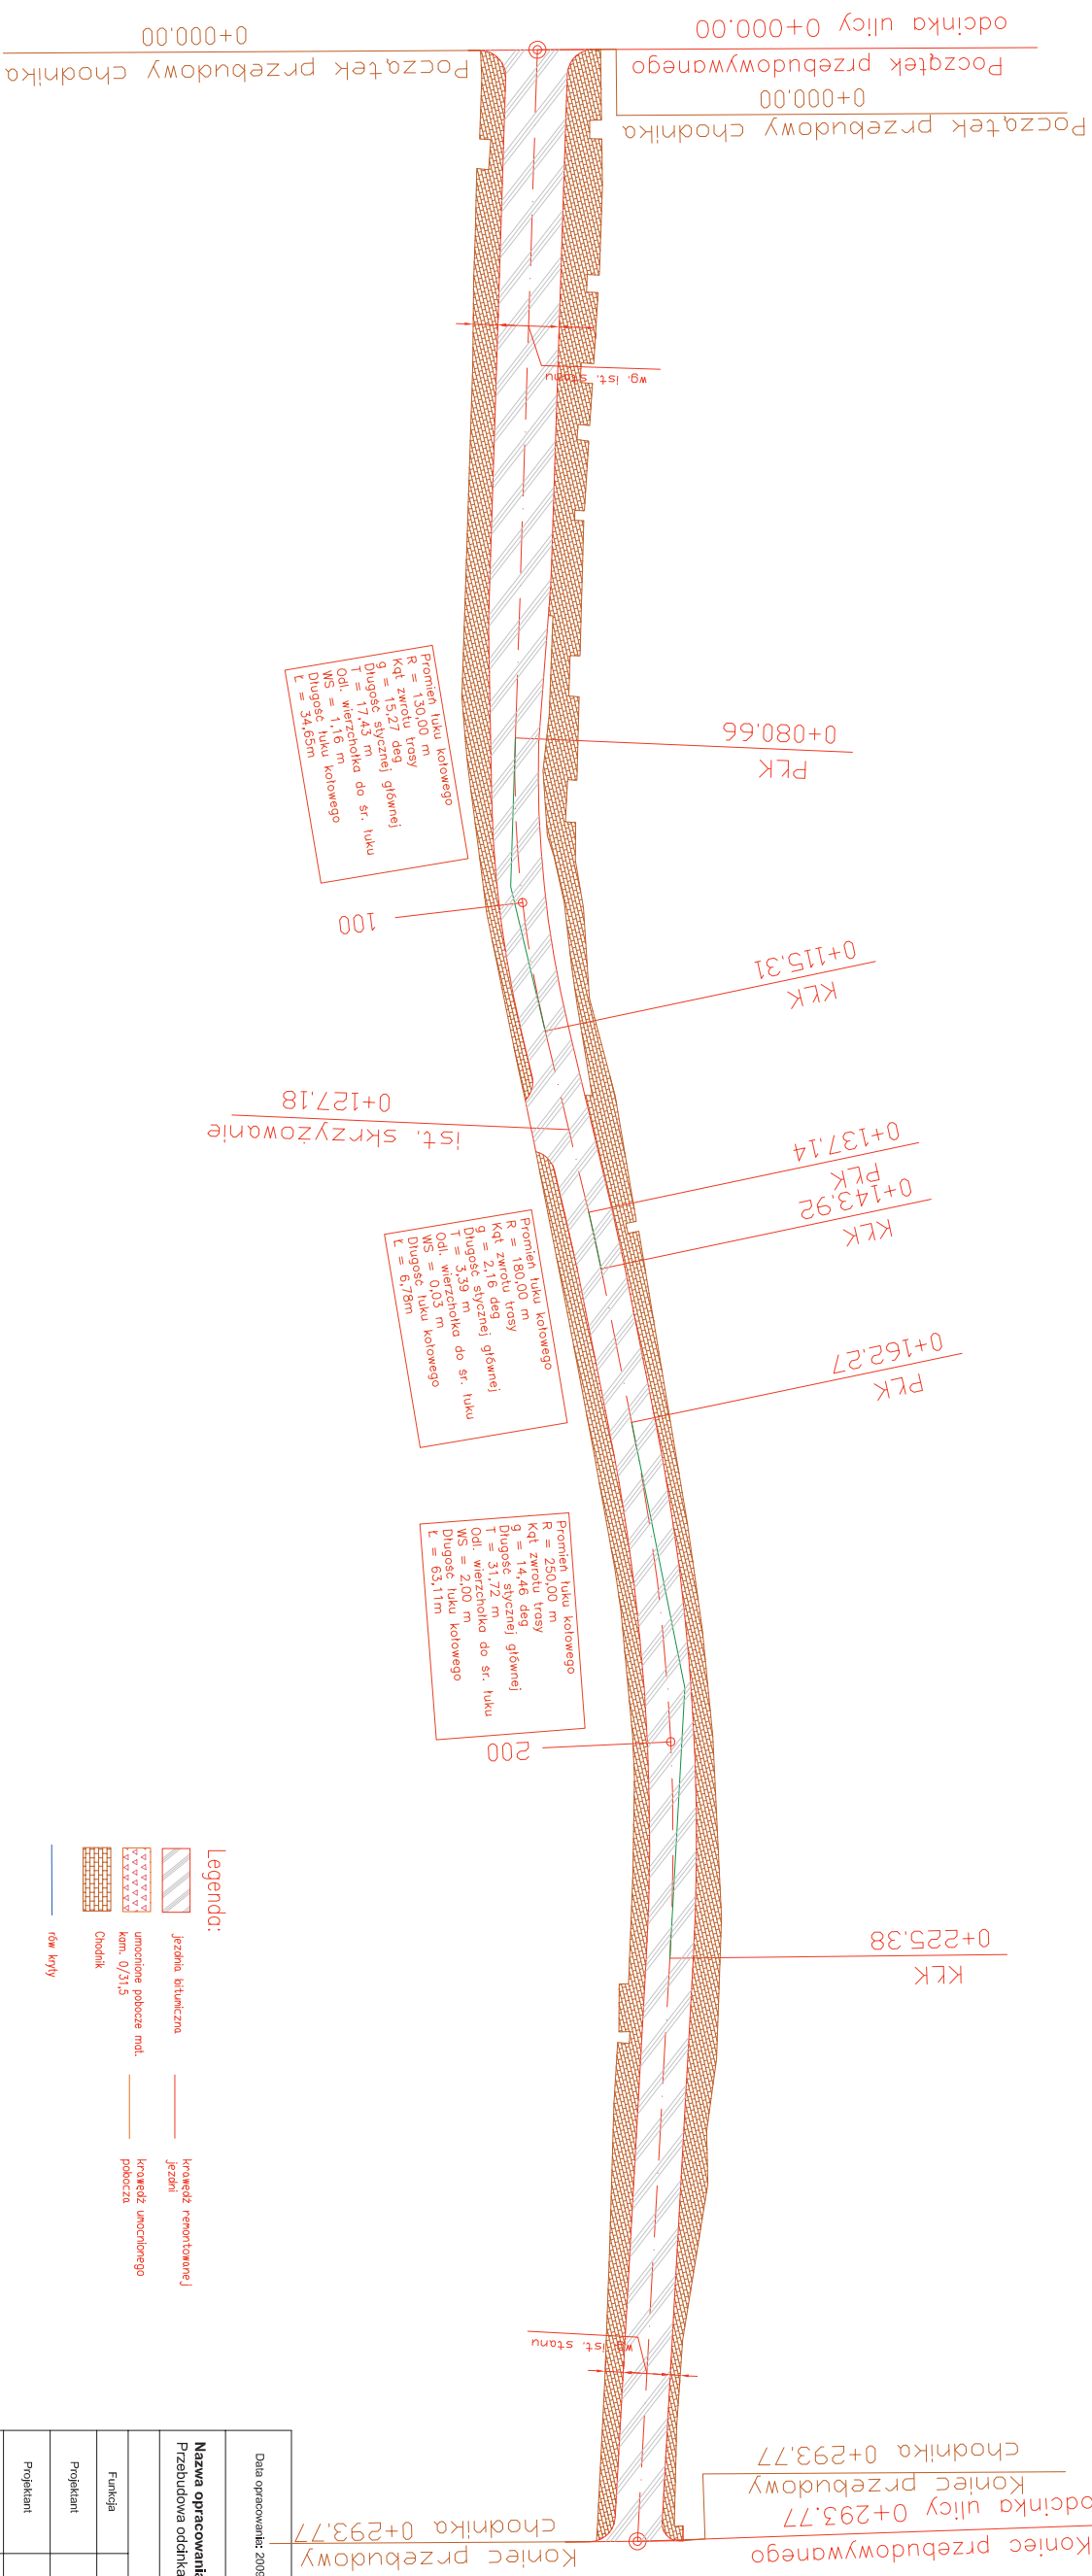 Początek przebudowy chodnika
0+000.00
Początek przebudowywanego
odcinka ulicy 0+000.00
Początek przebudowy chodnika
0+000.00
wg. ist. stanu
Promień łuku kołowego
R = 130,00 m
Kąt zwrotu trasy
g = 15,27 deg
Długość stycznej głównej
T = 17,43 m
Odl. wierzchołka do śr. łuku
WS = 1,16 m
Długość łuku kołowego
Ł = 34,65m
PŁK
0+080.66
100
KŁK
0+115.31
ist. skrzyżowanie
0+127.18
PŁK
0+137.14
KŁK
0+143.92
Promień łuku kołowego
R = 180,00 m
Kąt zwrotu trasy
g = 2,16 deg
Długość stycznej głównej
T = 3,39 m
Odl. wierzchołka do śr. łuku
WS = 0,03 m
Długość łuku kołowego
Ł = 6,78m
PŁK
0+162.27
Promień łuku kołowego
R = 250,00 m
Kąt zwrotu trasy
g = 14,46 deg
Długość stycznej głównej
T = 31,72 m
Odl. wierzchołka do śr. łuku
WS = 2,00 m
Długość łuku kołowego
Ł = 63,11m
200
KŁK
0+225.38
Legenda:
jezdnia bitumiczna
krawędź remontowanej
jezdni
umocnione pobocze mat.
kam. 0/31,5
krawędź umocnionego
pobocza
Chodnik
rów kryty
wg ist. stanu
Koniec przebudowy
chodnika 0+293.77
Koniec przebudowywanego
odcinka ulicy 0+293.77
Koniec przebudowy
chodnika 0+293.77
Data opracowania: 2009
Nazwa opracowania
Przebudowa odcinka
Funkcja
Projektant
Projektant